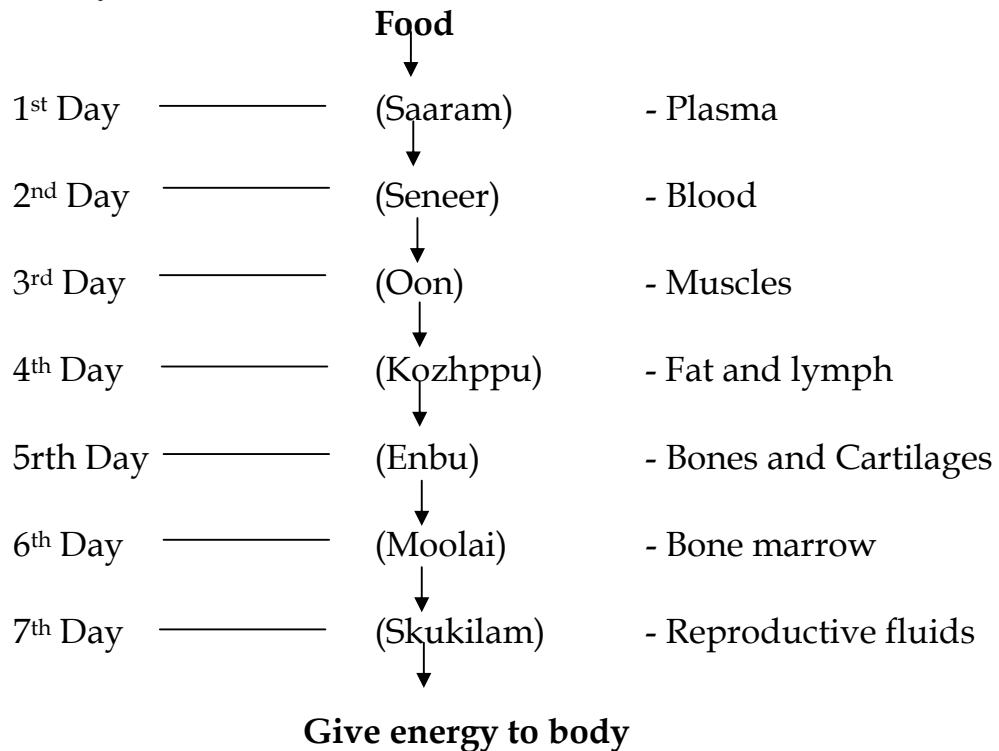 Food
1st Day (Saaram) - Plasma
2nd Day (Seneer) - Blood
3rd Day (Oon) - Muscles
4th Day (Kozhppu) - Fat and lymph
5rth Day (Enbu) - Bones and Cartilages
6th Day (Moolai) - Bone marrow
7th Day (Skukilam) - Reproductive fluids
Give energy to body